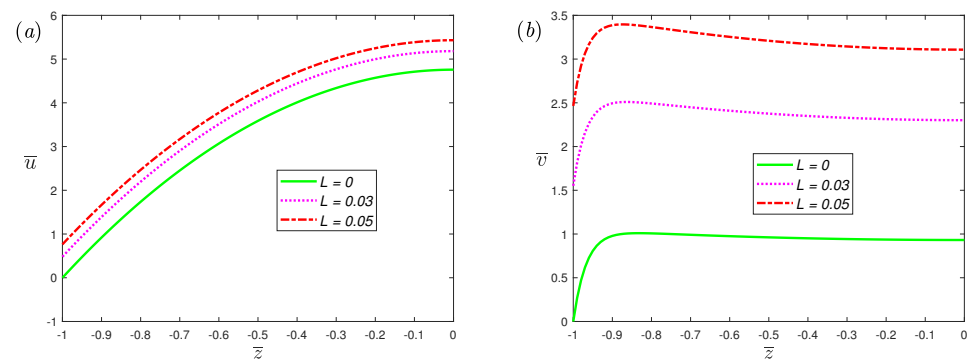 (a)
6
5
4
3
2
1
0
-1
u̅
L = 0
L = 0.03
L = 0.05
-1 -0.9 -0.8 -0.7 -0.6 -0.5 -0.4 -0.3 -0.2 -0.1 0
z̅
(b)
3.5
3
2.5
2
1.5
1
0.5
0
v̅
L = 0
L = 0.03
L = 0.05
-1 -0.9 -0.8 -0.7 -0.6 -0.5 -0.4 -0.3 -0.2 -0.1 0
z̅